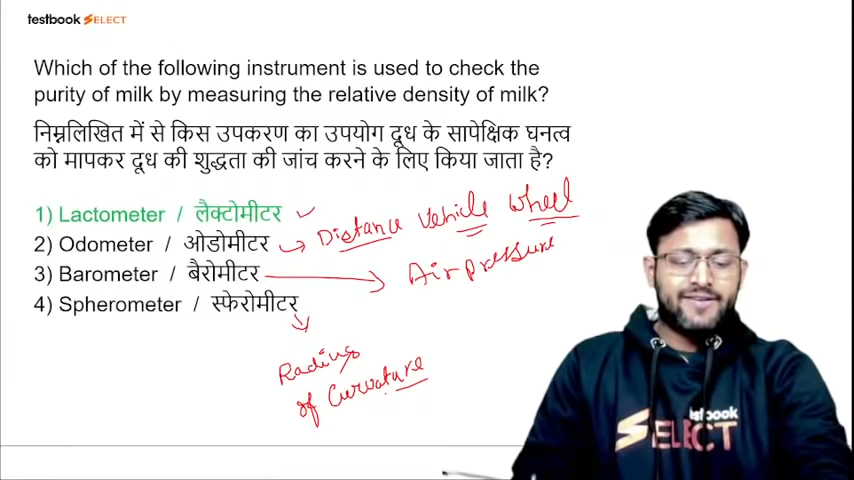 testbook SELECT
Which of the following instrument is used to check the
purity of milk by measuring the relative density of milk?
निम्नलिखित में से किस उपकरण का उपयोग दूध के सापेक्षिक घनत्व
को मापकर दूध की शुद्धता की जांच करने के लिए किया जाता है?
1) Lactometer / लैक्टोमीटर
2) Odometer / ओडोमीटर Distance Vehicle Wheel
3) Barometer / बैरोमीटर Air pressure
4) Spherometer / स्फेरोमीटर
Radius
of Curvature
testbook
SELECT